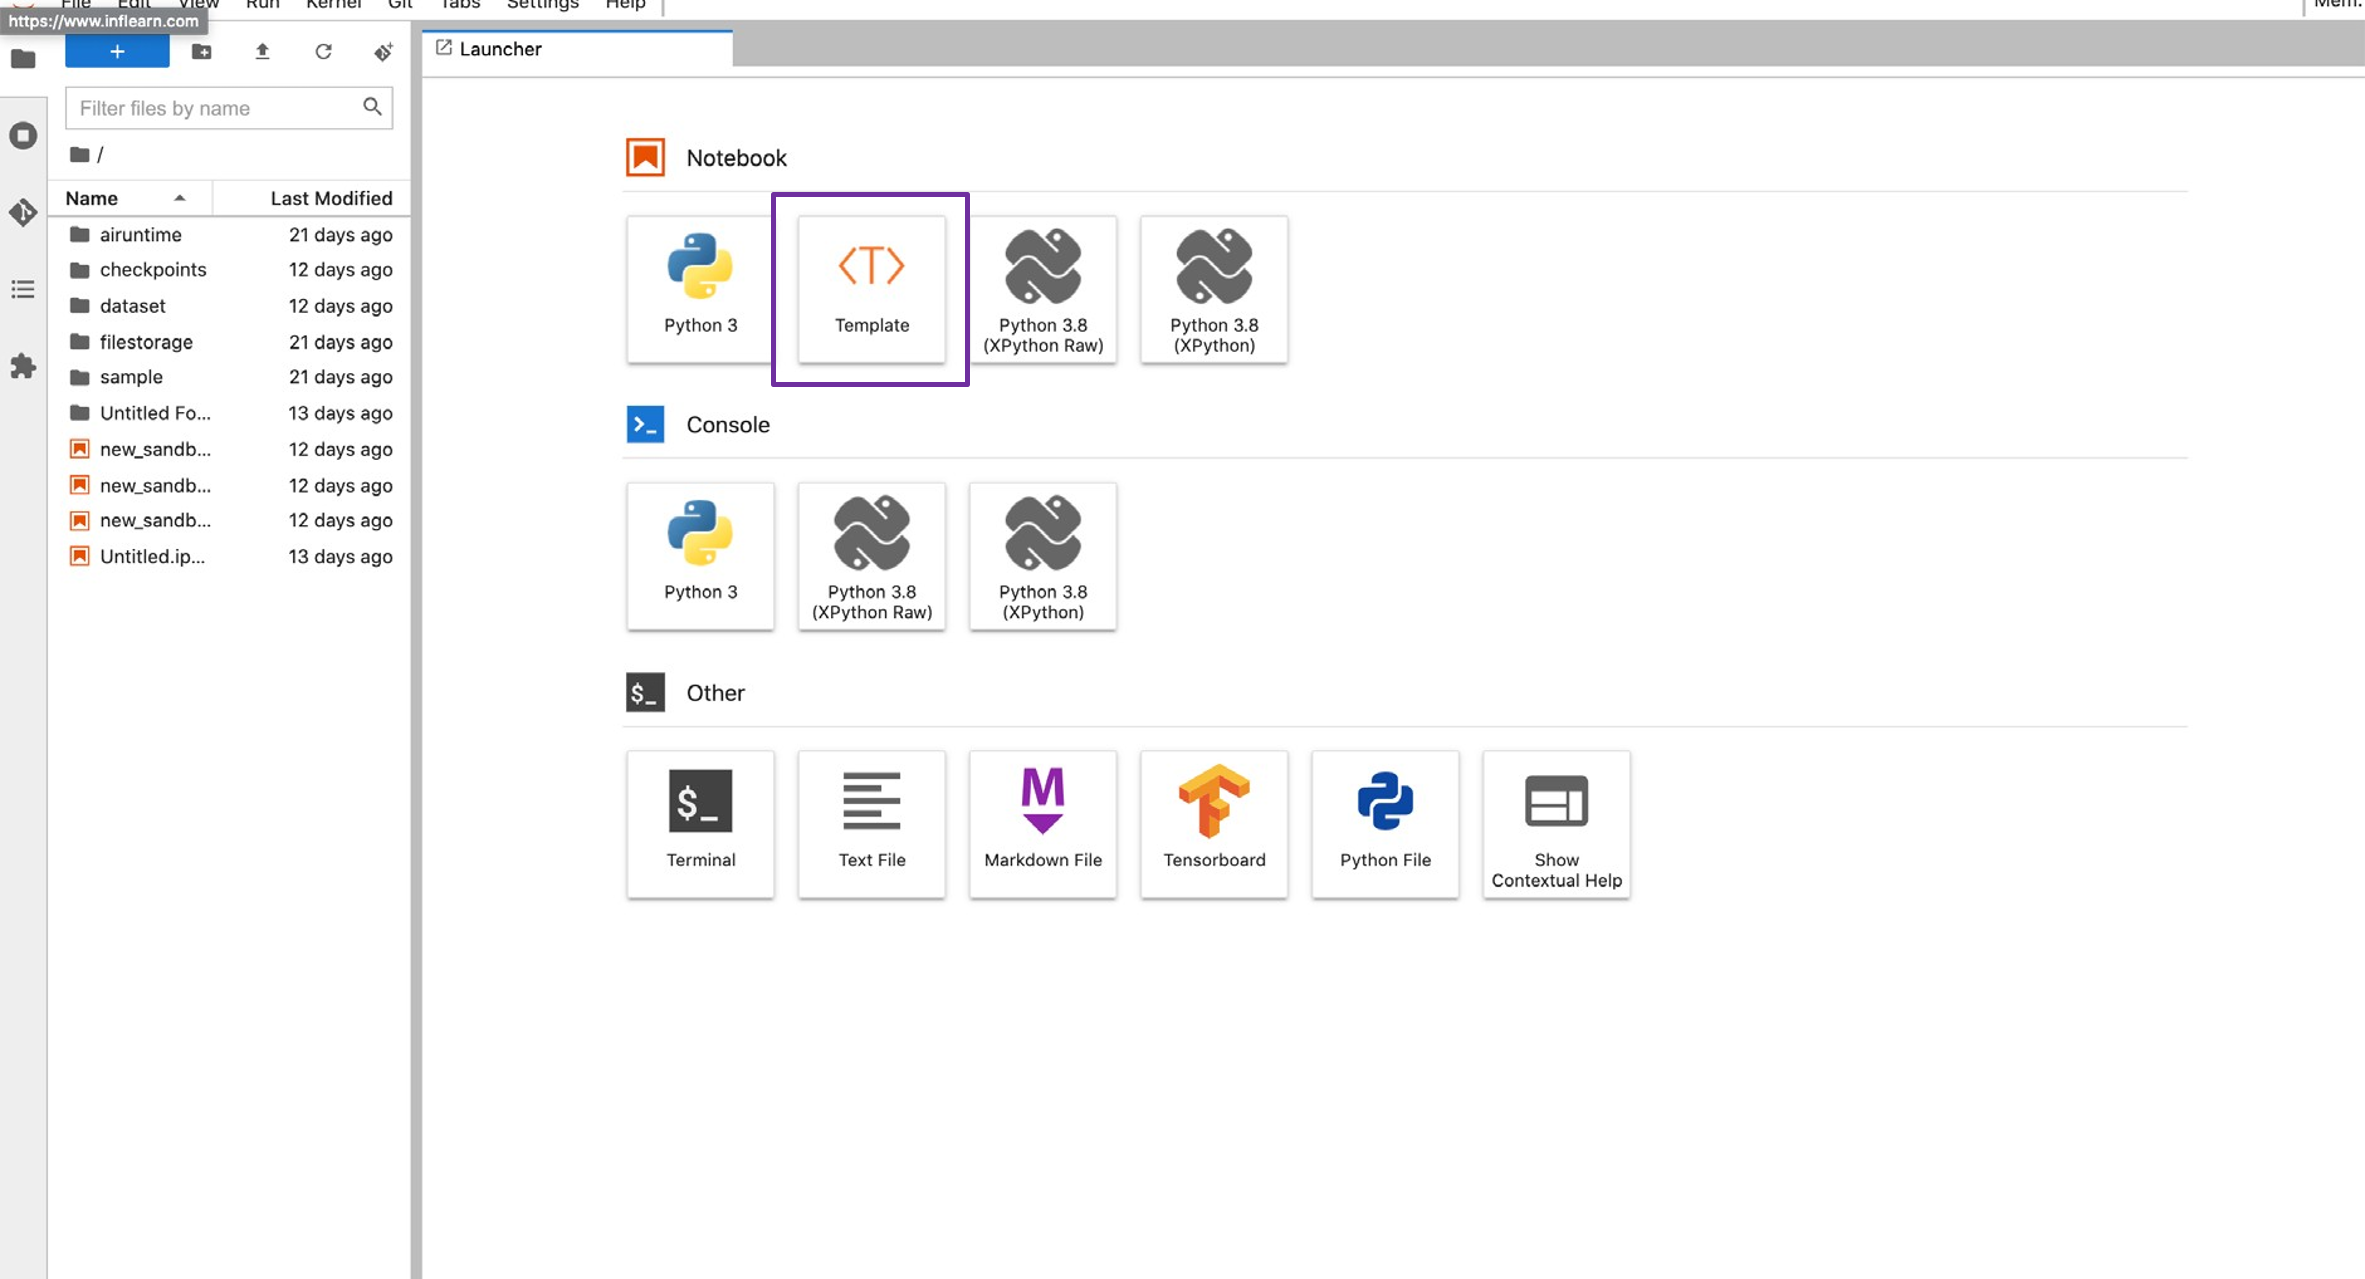 File Edit View Run Kernel Git Tabs Settings Help
Mem:
https://www.inflearn.com
+
Launcher
Filter files by name
/
Name Last Modified
airuntime 21 days ago
checkpoints 12 days ago
dataset 12 days ago
filestorage 21 days ago
sample 21 days ago
Untitled Fo... 13 days ago
new_sandb... 12 days ago
new_sandb... 12 days ago
new_sandb... 12 days ago
Untitled.ip... 13 days ago
Notebook
<T>
Python 3
Template
Python 3.8
(XPython Raw)
Python 3.8
(XPython)
>_ Console
Python 3
Python 3.8
(XPython Raw)
Python 3.8
(XPython)
$_ Other
$_
Terminal
Text File
M
Markdown File
Tensorboard
Python File
Show
Contextual Help